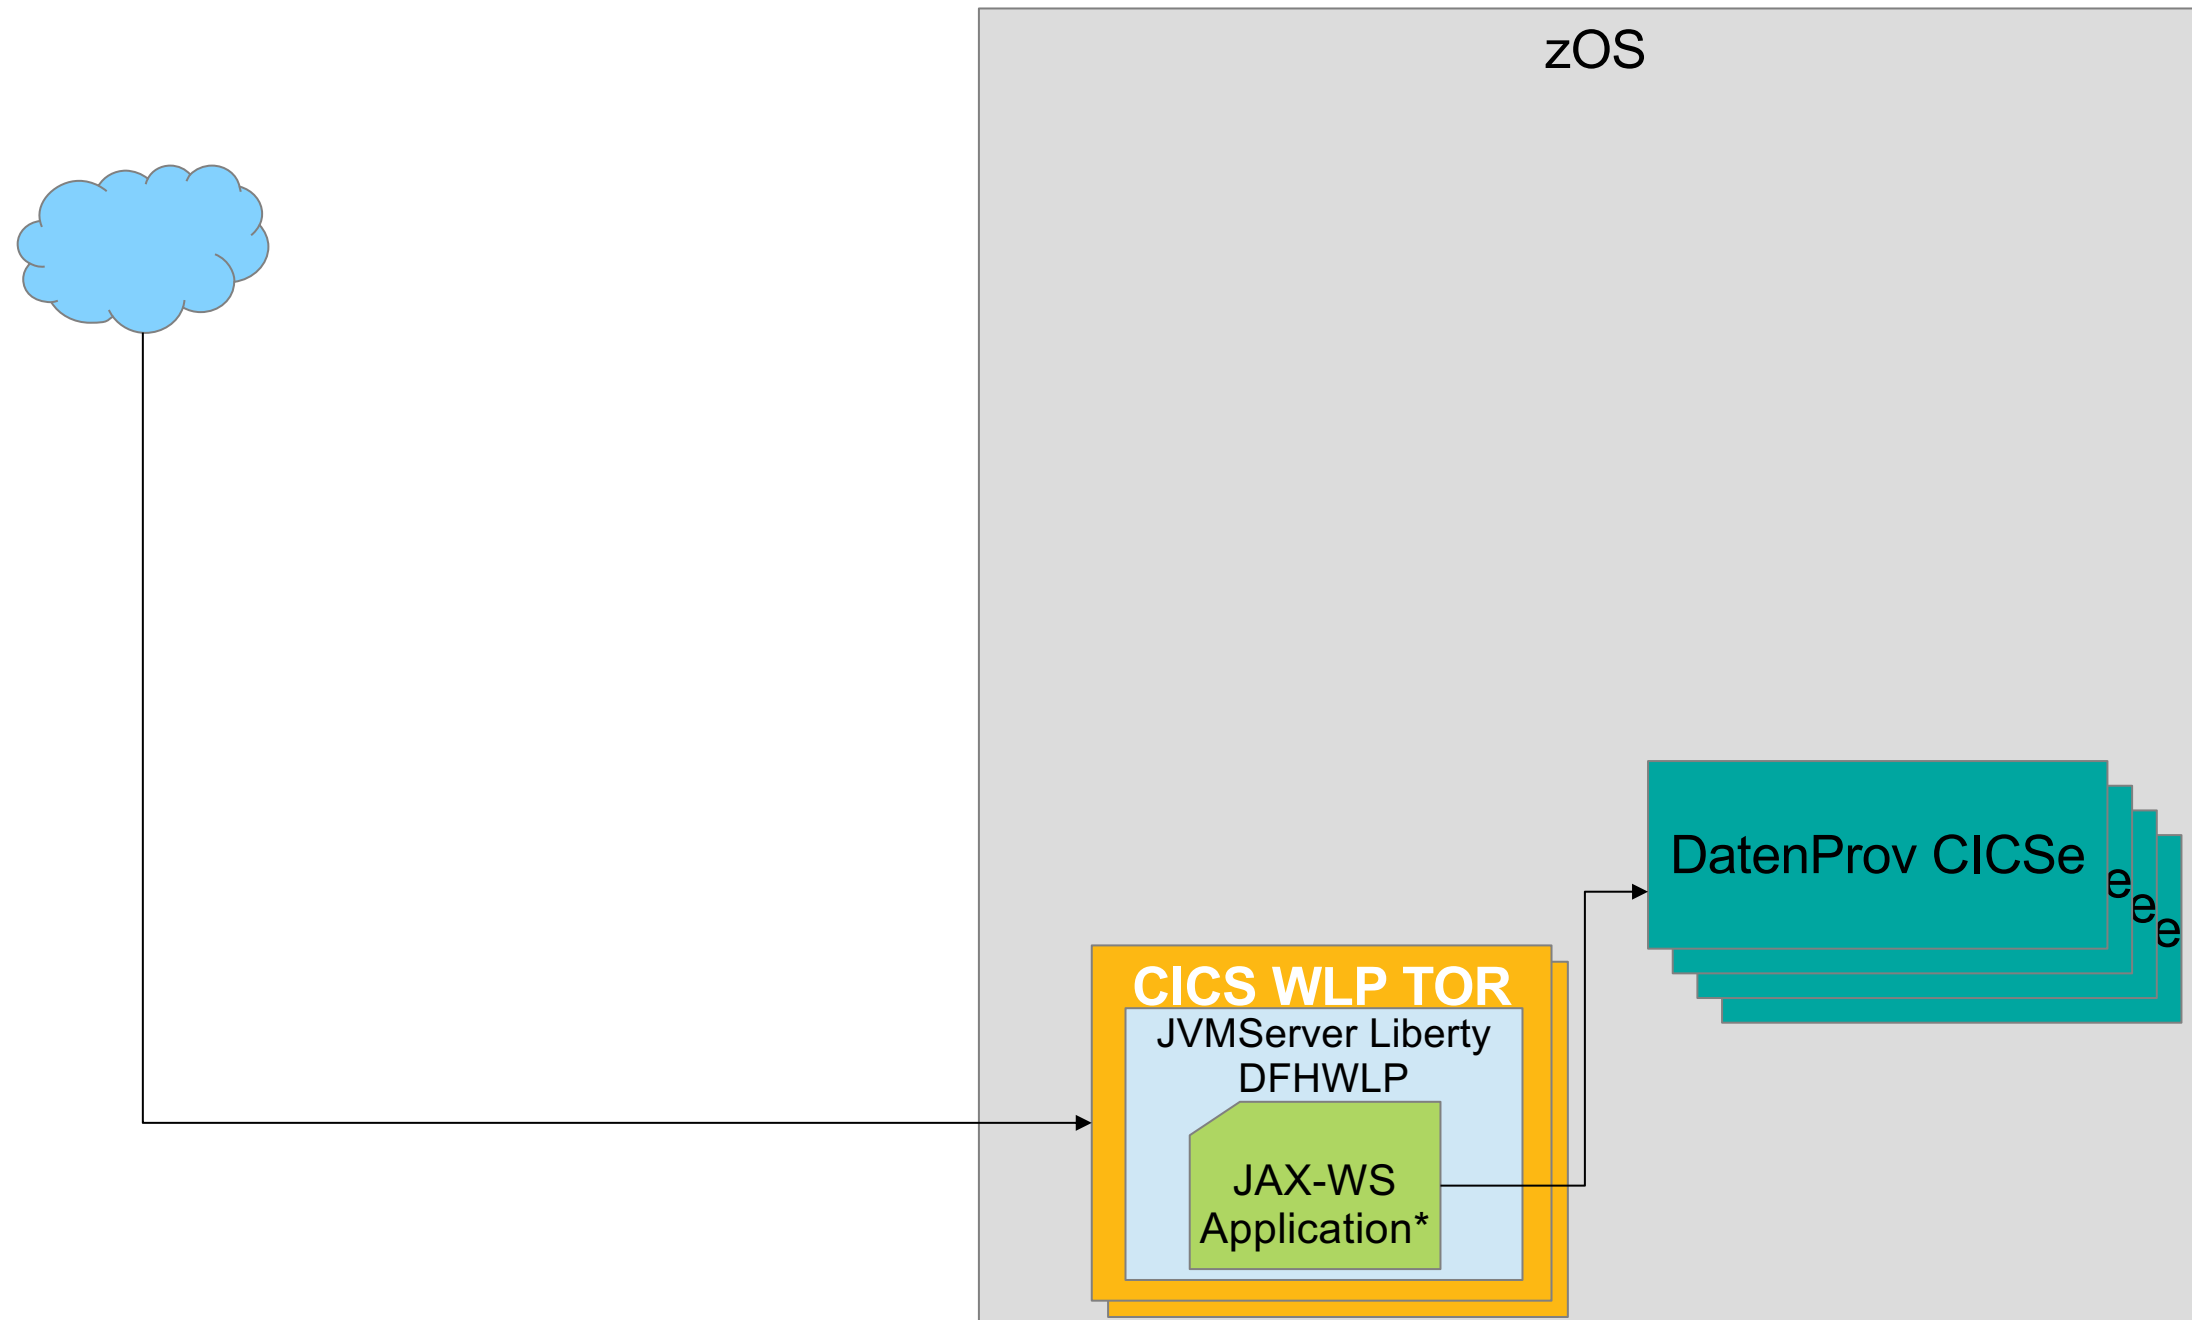 zOS
DatenProv CICSe
e
e
e
CICS WLP TOR
JVMServer Liberty
DFHWLP
JAX-WS
Application*